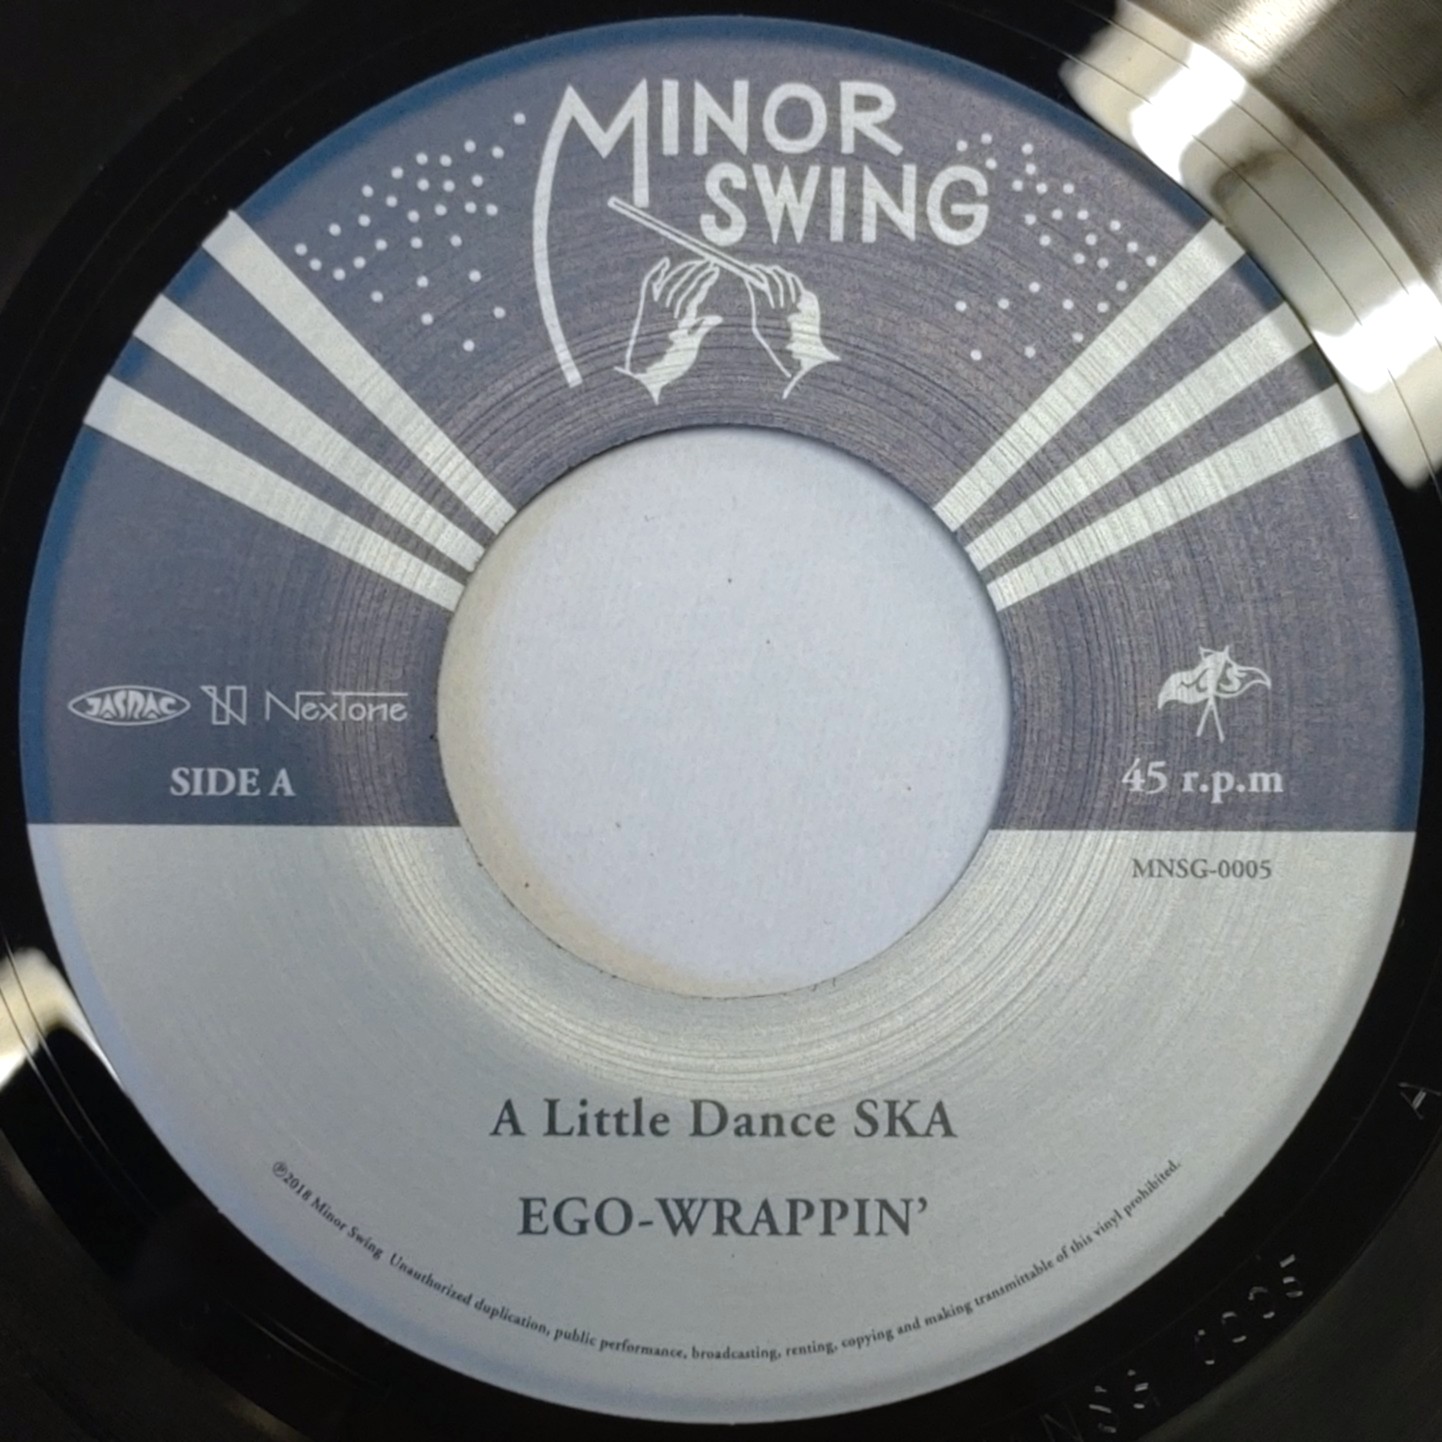 MINOR
SWING
JASRAC
NexTone
SIDE A
45 r.p.m
MNSG-0005
A Little Dance SKA
EGO-WRAPPIN’
℗2018 Minor Swing Unauthorized duplication, public performance, broadcasting, renting, copying and making transmittable of this vinyl prohibited.